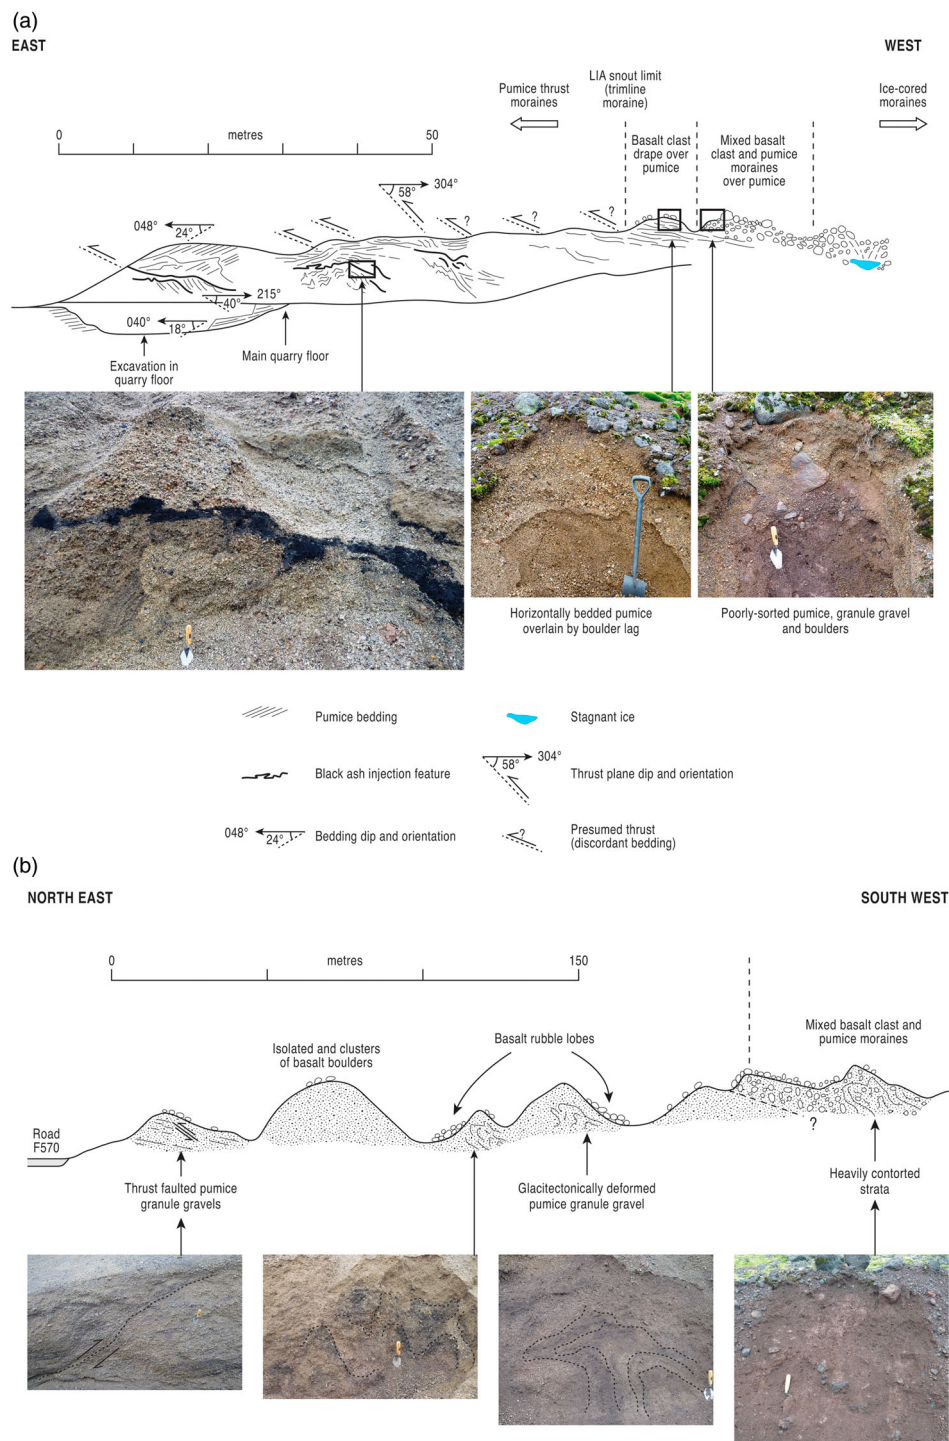 (a)
EAST
WEST
LIA snout limit
(trimline
moraine)
Pumice thrust
moraines
Ice-cored
moraines
0
metres
50
Basalt clast
drape over
pumice
Mixed basalt
clast and pumice
moraines
over pumice
304°
58°
048°
24°
?
?
?
215°
40°
040°
18°
Main quarry floor
Excavation in
quarry floor
Horizontally bedded pumice
overlain by boulder lag
Poorly-sorted pumice, granule gravel
and boulders
Pumice bedding
Stagnant ice
Black ash injection feature
304°
58°
Thrust plane dip and orientation
048°
24°
Bedding dip and orientation
?
Presumed thrust
(discordant bedding)
(b)
NORTH EAST
SOUTH WEST
0
metres
150
Mixed basalt clast and
pumice moraines
Basalt rubble lobes
Isolated and clusters
of basalt boulders
Road
F570
?
Thrust faulted pumice
granule gravels
Glacitectonically deformed
pumice granule gravel
Heavily contorted
strata